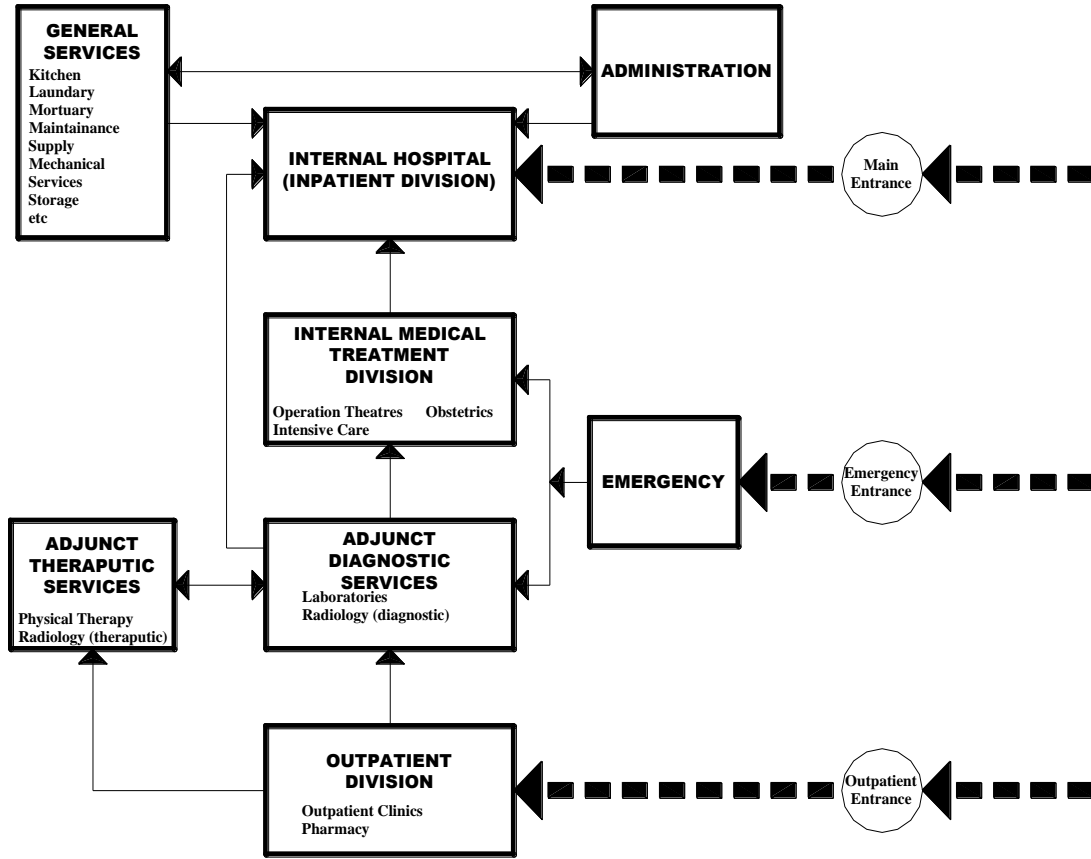 GENERAL
SERVICES
Kitchen
Laundary
Mortuary
Maintainance
Supply
Mechanical
Services
Storage
etc
ADMINISTRATION
INTERNAL HOSPITAL
(INPATIENT DIVISION)
Main
Entrance
INTERNAL MEDICAL
TREATMENT
DIVISION
Operation Theatres Obstetrics
Intensive Care
EMERGENCY
Emergency
Entrance
ADJUNCT
THERAPUTIC
SERVICES
Physical Therapy
Radiology (theraputic)
ADJUNCT
DIAGNOSTIC
SERVICES
Laboratories
Radiology (diagnostic)
OUTPATIENT
DIVISION
Outpatient Clinics
Pharmacy
Outpatient
Entrance